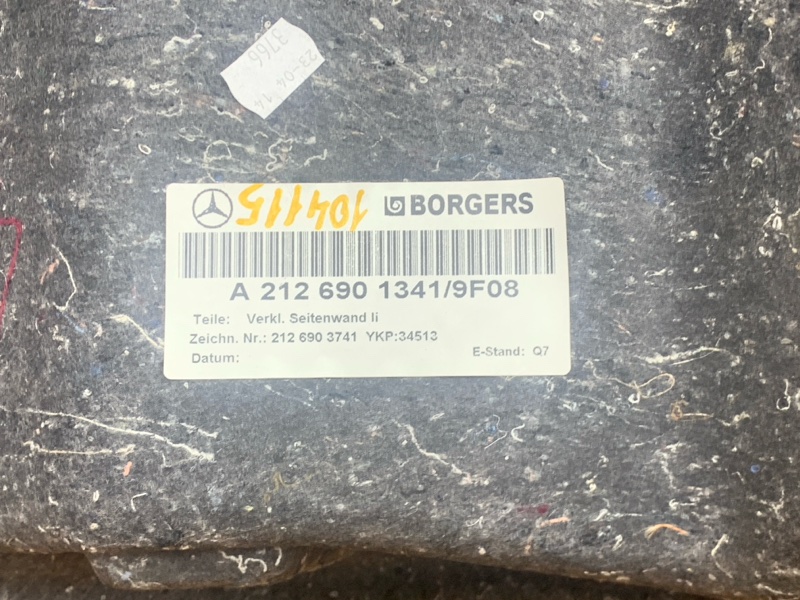 3766
23-04 14
104115
BORGERS
A 212 690 1341/9F08
Teile: Verkl. Seitenwand li
Zeichn. Nr.: 212 690 3741 YKP:34513
Datum:
E-Stand: Q7